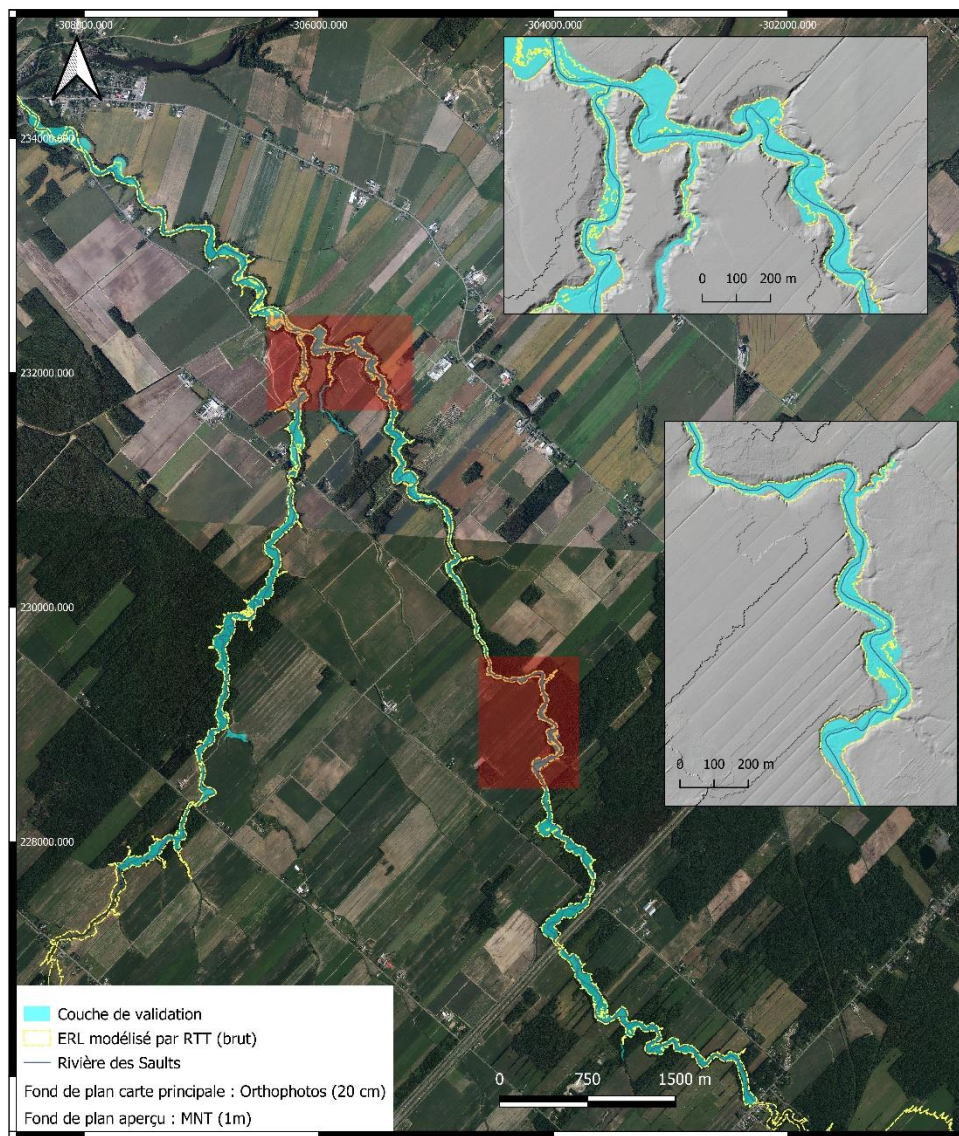 -308000.000
-306000.000
-304000.000
-302000.000
234000.000
232000.000
230000.000
228000.000
0 100 200 m
0 100 200 m
Couche de validation
ERL modélisé par RTT (brut)
Rivière des Saults
Fond de plan carte principale : Orthophotos (20 cm)
Fond de plan aperçu : MNT (1m)
0 750 1500 m